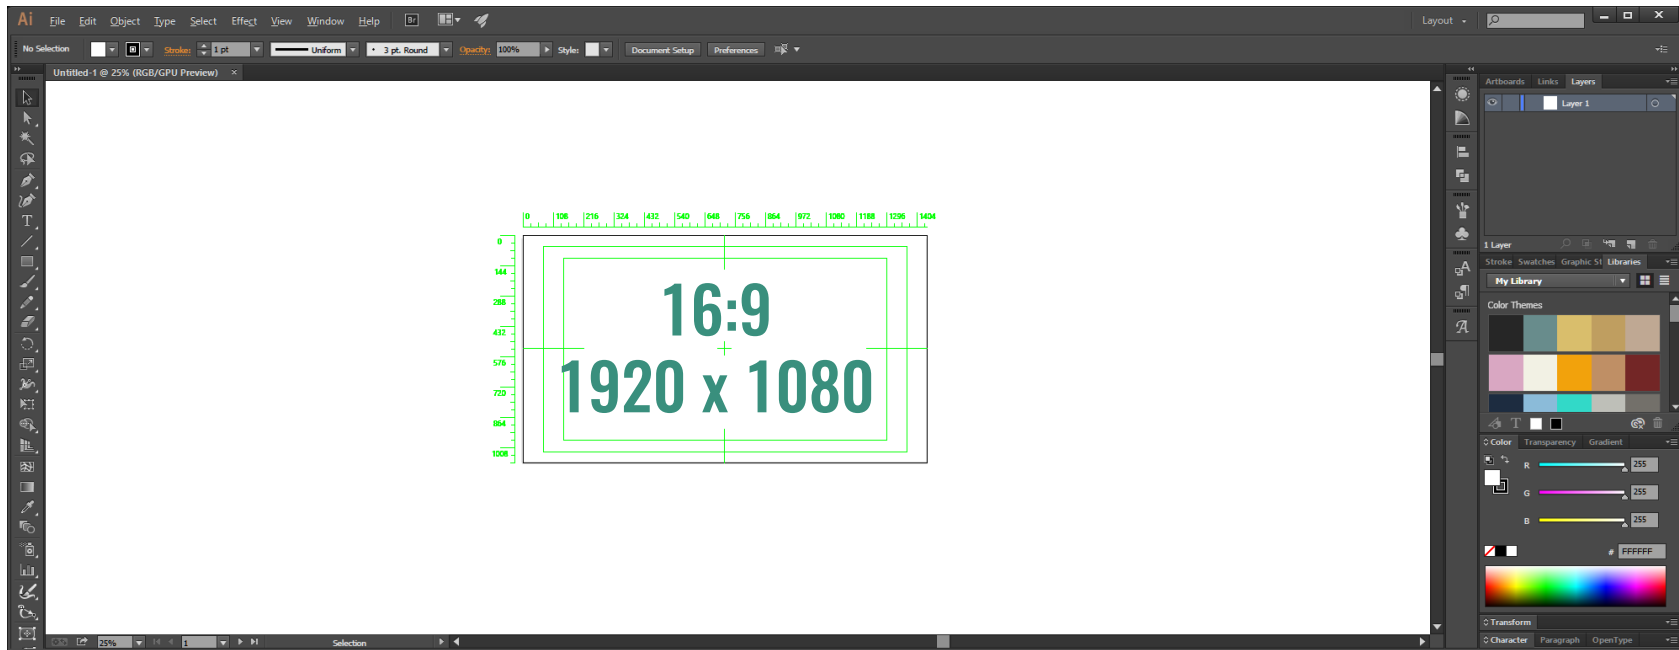 Ai File Edit Object Type Select Effect View Window Help Br Layout
No Selection Stroke: 1 pt Uniform 3 pt. Round Opacity: 100% Style: Document Setup Preferences
Untitled-1 @ 25% (RGB/GPU Preview) ×
Artboards Links Layers
Layer 1
1 Layer
Stroke Swatches Graphic St Libraries
My Library
Color Themes
Color Transparency Gradient
R 255
G 255
B 255
# FFFFFF
Transform
Character Paragraph OpenType
0 108 216 324 432 540 648 756 864 972 1080 1188 1296 1404
0
144
288
432
576
720
864
1008
16:9
1920 x 1080
25% 1 Selection